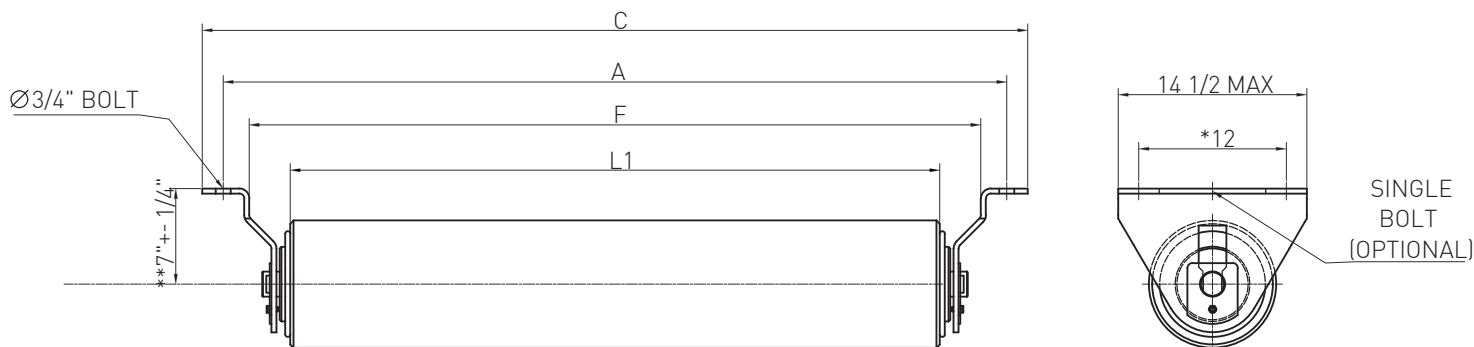 C
A
Ø3/4" BOLT
F
L1
**7"+- 1/4"
14 1/2 MAX
*12
SINGLE
BOLT
(OPTIONAL)